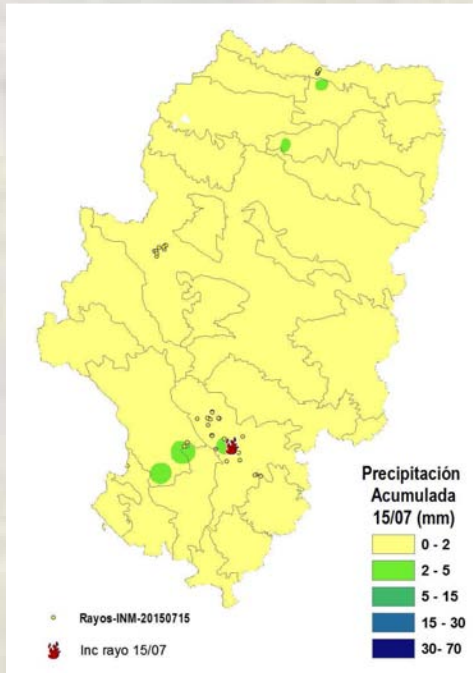 Precipitación
Acumulada
15/07 (mm)
0 - 2
2 - 5
5 - 15
15 - 30
30- 70
Rayos-INM-20150715
Inc rayo 15/07